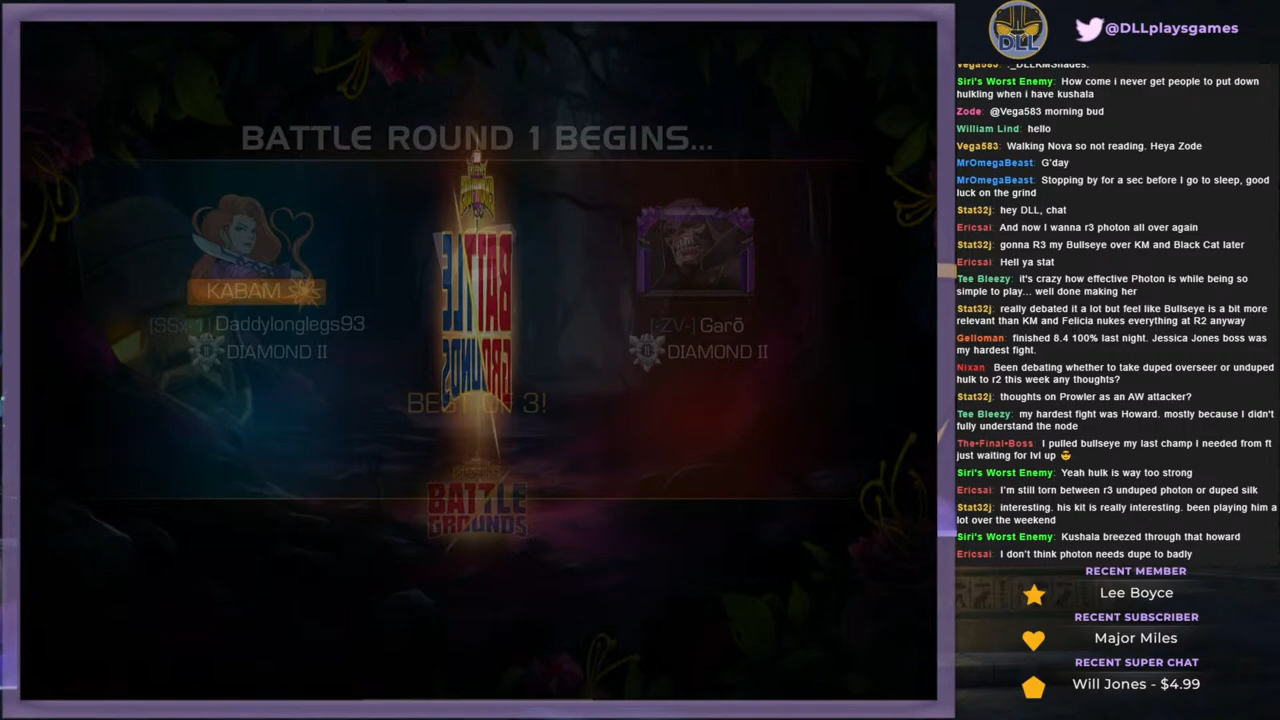 BATTLE ROUND 1 BEGINS...
KABAM
[SSx-1] Daddylonglegs93
DIAMOND II
[-ZV-] Garō
DIAMOND II
BATTLE
GROUNDS
BEST OF 3!
BATTLE
GROUNDS
DLL
@DLLplaysgames
Vega583: :_DLLKMShades:
Siri's Worst Enemy: How come i never get people to put down
hulkling when i have kushala
Zode: @Vega583 morning bud
William Lind: hello
Vega583: Walking Nova so not reading. Heya Zode
MrOmegaBeast: G'day
MrOmegaBeast: Stopping by for a sec before I go to sleep, good
luck on the grind
Stat32j: hey DLL, chat
Ericsai: And now I wanna r3 photon all over again
Stat32j: gonna R3 my Bullseye over KM and Black Cat later
Ericsai: Hell ya stat
Tee Bleezy: it's crazy how effective Photon is while being so
simple to play... well done making her
Stat32j: really debated it a lot but feel like Bullseye is a bit more
relevant than KM and Felicia nukes everything at R2 anyway
Gelloman: finished 8.4 100% last night. Jessica Jones boss was
my hardest fight.
Nixan: Been debating whether to take duped overseer or unduped
hulk to r2 this week any thoughts?
Stat32j: thoughts on Prowler as an AW attacker?
Tee Bleezy: my hardest fight was Howard. mostly because I didn't
fully understand the node
The•Final•Boss: I pulled bullseye my last champ I needed from ft
just waiting for lvl up 😎
Siri's Worst Enemy: Yeah hulk is way too strong
Ericsai: I'm still torn between r3 unduped photon or duped silk
Stat32j: interesting. his kit is really interesting. been playing him a
lot over the weekend
Siri's Worst Enemy: Kushala breezed through that howard
Ericsai: I don't think photon needs dupe to badly
RECENT MEMBER
Lee Boyce
RECENT SUBSCRIBER
Major Miles
RECENT SUPER CHAT
Will Jones - $4.99